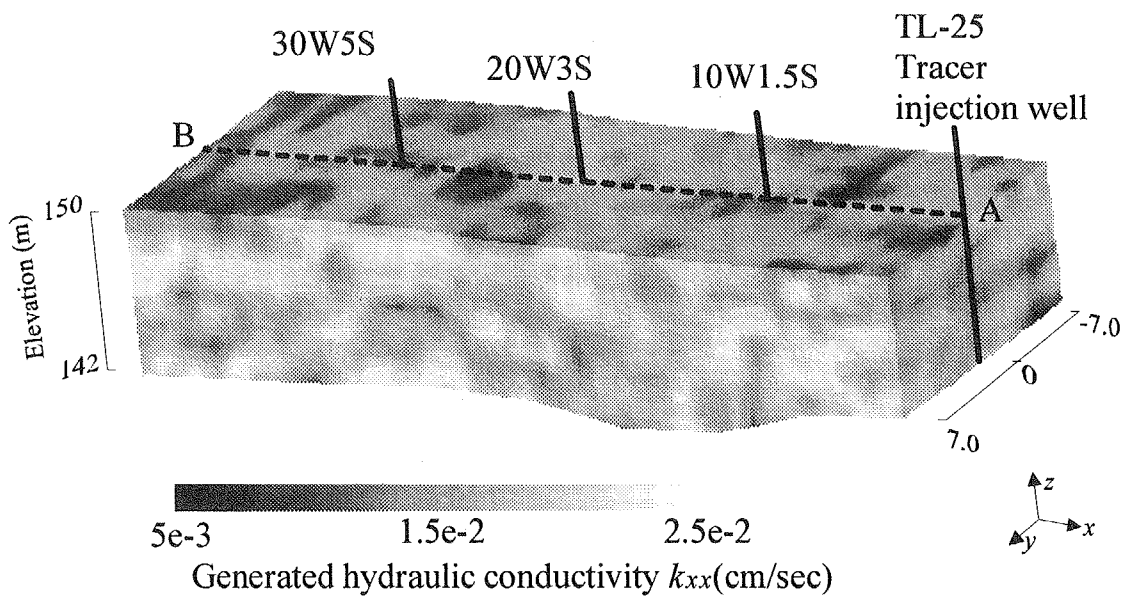 30W5S
20W3S
10W1.5S
TL-25
Tracer
injection well
B
A
150
Elevation (m)
142
-7.0
0
7.0
5e-3
1.5e-2
2.5e-2
Generated hydraulic conductivity kxx(cm/sec)
z
x
y